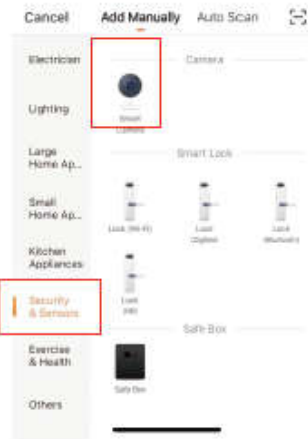 Cancel
Add Manually
Auto Scan
Electrician
Camera
Lighting
Smart
Camera
Large
Home Ap...
Smart Lock
Small
Home Ap...
Lock (Wi-Fi)
Lock
(Zigbee)
Lock
(Bluetooth)
Kitchen
Appliances
Lock
Security
& Sensors
Safe Box
Exercise
& Health
Safe Box
Others